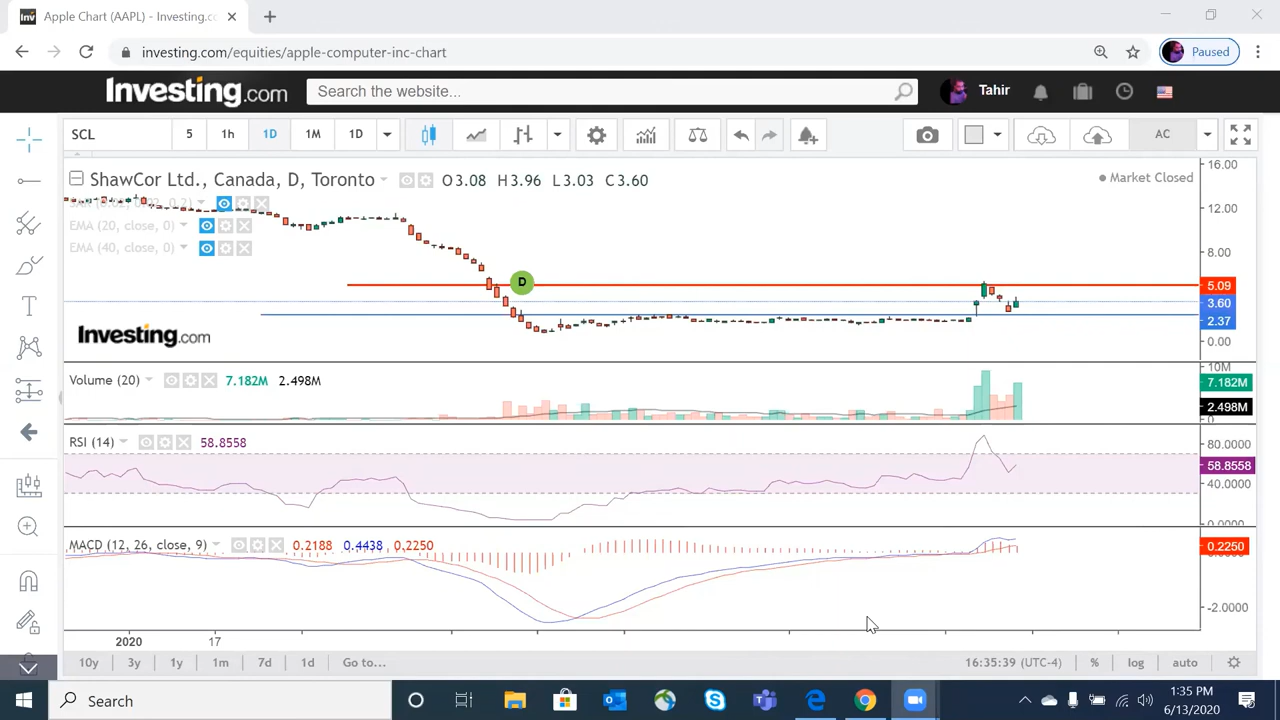 Apple Chart (AAPL) - Investing.co
investing.com/equities/apple-computer-inc-chart
Paused
Investing.com
Search the website...
Tahir
SCL 5 1h 1D 1M 1D AC
ShawCor Ltd., Canada, D, Toronto O3.08 H3.96 L3.03 C3.60
Market Closed
16.00
EMA (20, close, 0)
12.00
EMA (40, close, 0)
8.00
D
5.09
3.60
2.37
Investing.com
0.00
10M
Volume (20) 7.182M 2.498M
7.182M
2.498M
0
RSI (14) 58.8558
80.0000
58.8558
40.0000
0.0000
MACD (12, 26, close, 9) 0.2188 0.4438 0.2250
0.2250
-2.0000
2020 17
10y 3y 1y 1m 7d 1d Go to...
16:35:39 (UTC-4) % log auto
Search
1:35 PM
6/13/2020